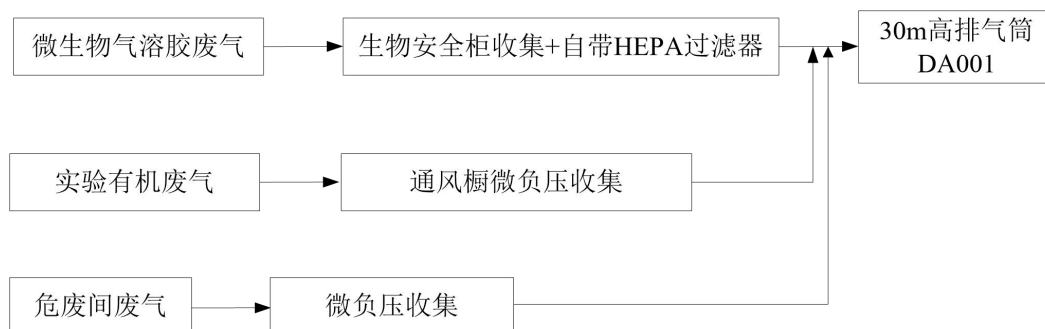 微生物气溶胶废气
生物安全柜收集+自带HEPA过滤器
30m高排气筒
DA001
实验有机废气
通风橱微负压收集
危废间废气
微负压收集